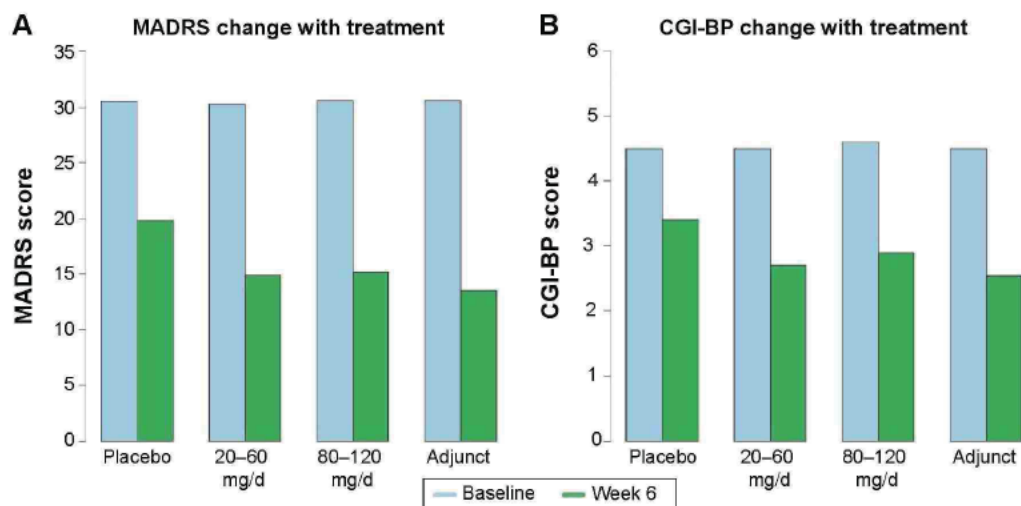 A MADRS change with treatment
35
30
25
20
15
10
5
0
MADRS score
Placebo
20–60 mg/d
80–120 mg/d
Adjunct
B CGI-BP change with treatment
6
5
4
3
2
1
0
CGI-BP score
Placebo
20–60 mg/d
80–120 mg/d
Adjunct
Baseline
Week 6